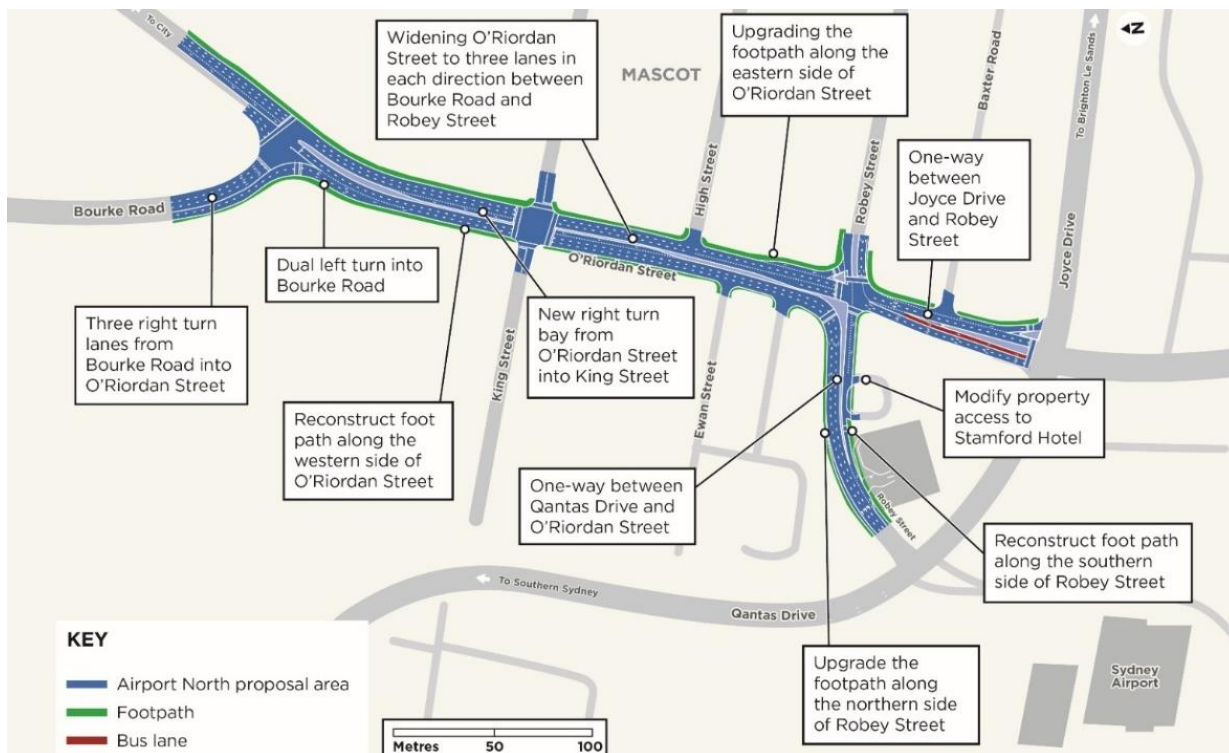 To City
Widening O'Riordan
Street to three lanes in
each direction between
Bourke Road and
Robey Street
MASCOT
Upgrading the
footpath along the
eastern side of
O'Riordan Street
Baxter Road
To Brighton Le Sands
N
High Street
Robey Street
One-way
between
Joyce Drive
and Robey
Street
Joyce Drive
Bourke Road
Dual left turn into
Bourke Road
O'Riordan Street
Three right turn
lanes from
Bourke Road into
O'Riordan Street
King Street
New right turn
bay from
O'Riordan Street
into King Street
Ewan Street
Modify property
access to
Stamford Hotel
Reconstruct foot
path along the
western side of
O'Riordan Street
One-way between
Qantas Drive and
O'Riordan Street
Robey Street
Reconstruct foot path
along the southern
side of Robey Street
To Southern Sydney
Qantas Drive
Upgrade the
footpath along
the northern side
of Robey Street
Sydney
Airport
KEY
Airport North proposal area
Footpath
Bus lane
Metres 50 100